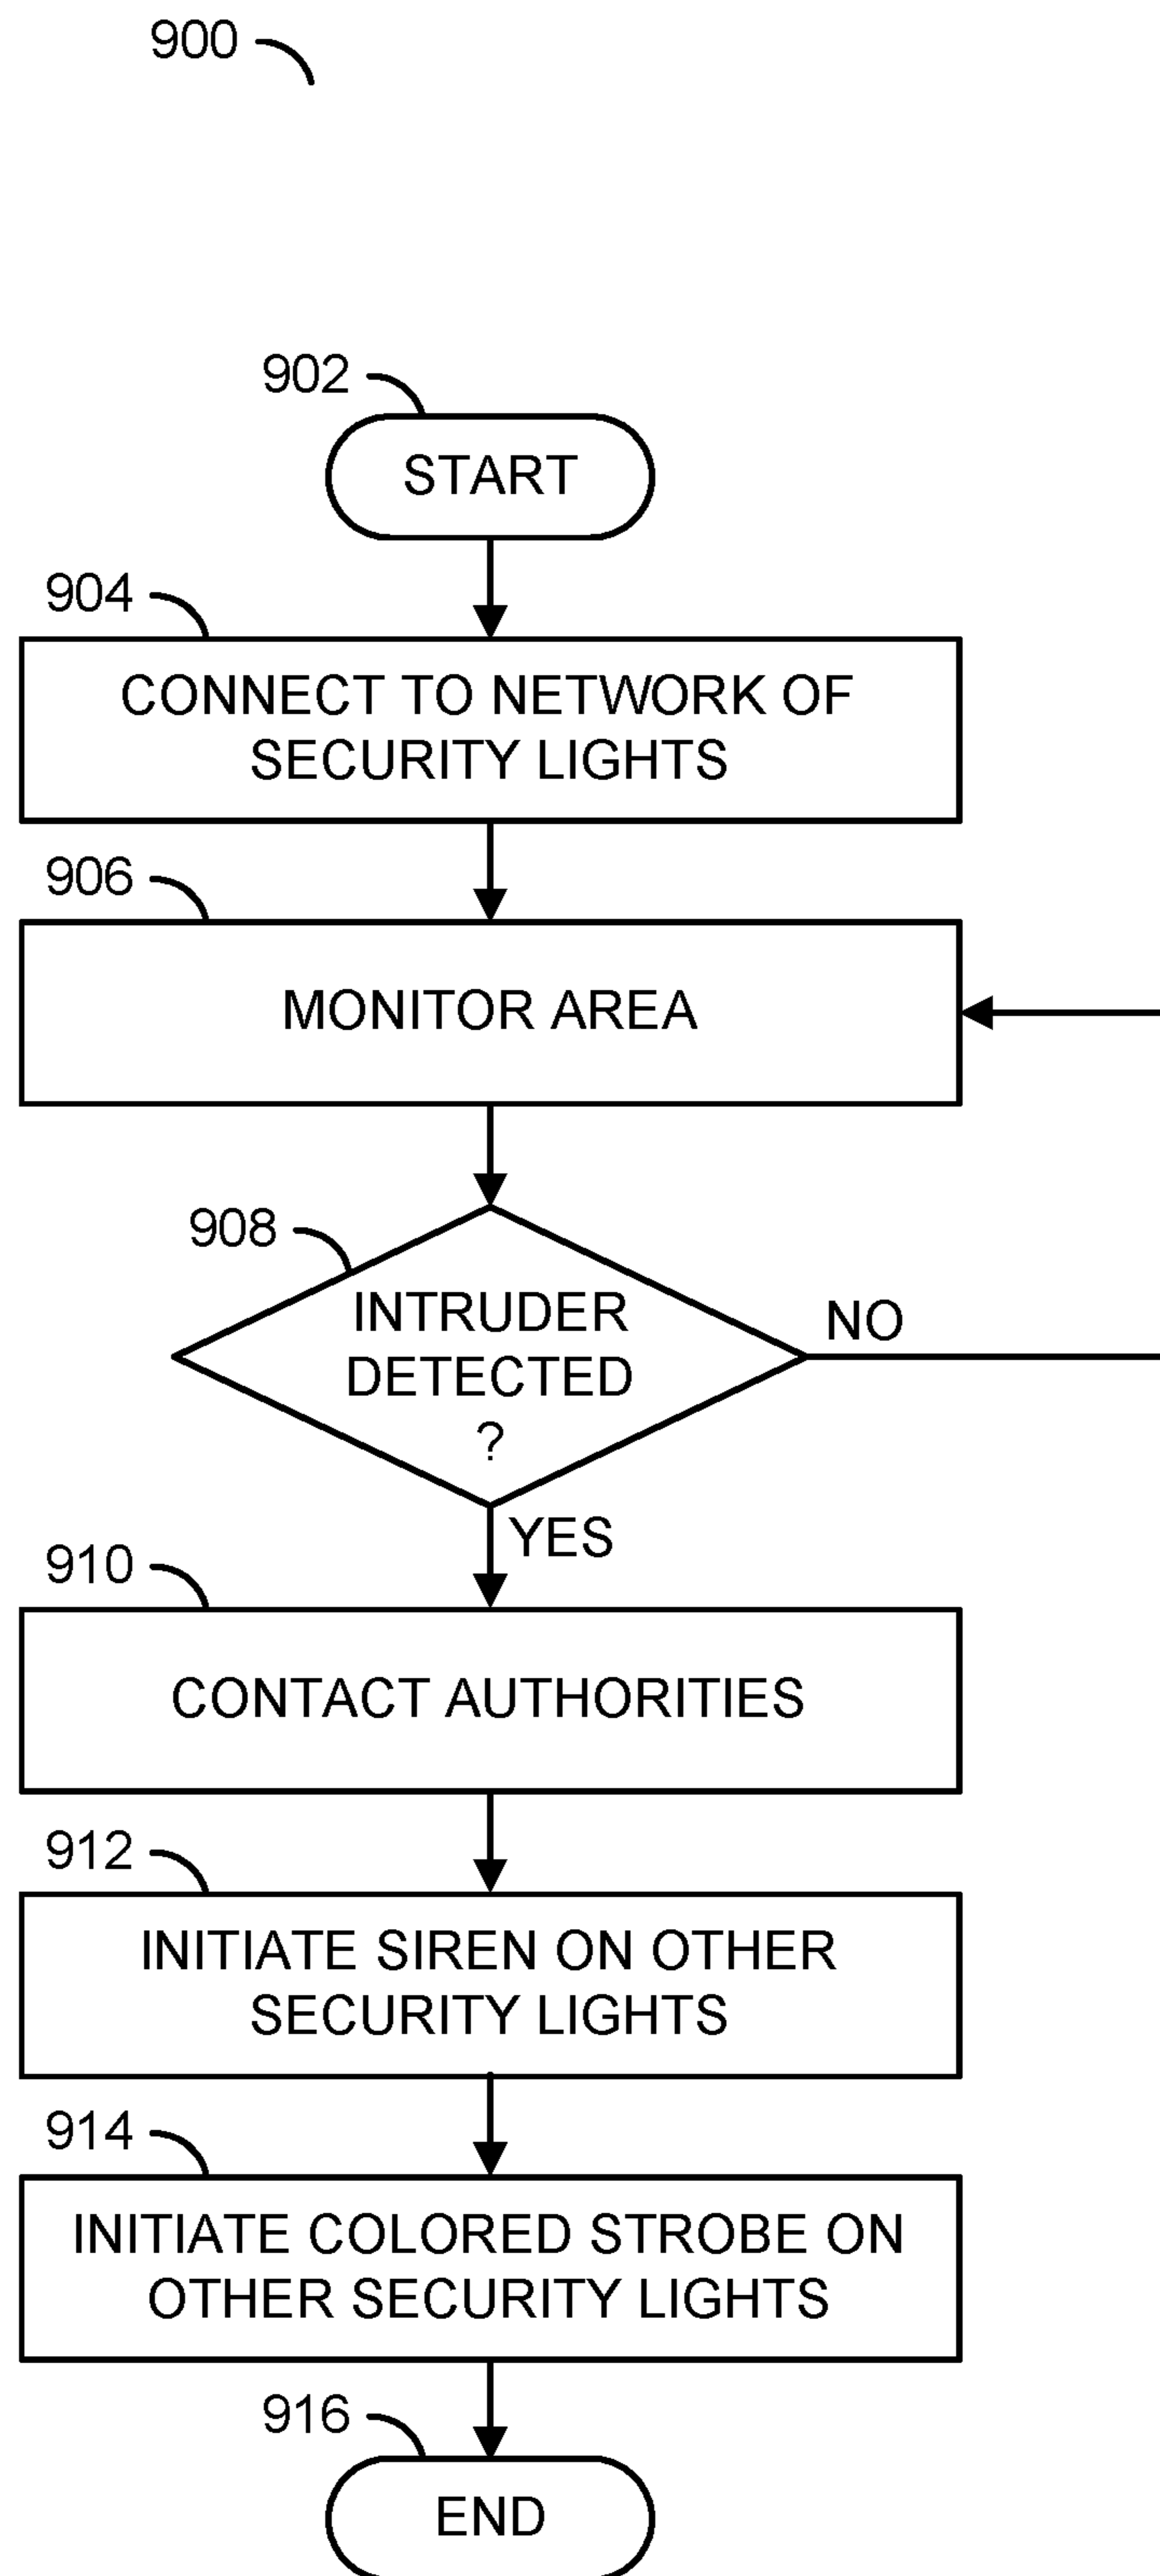 900
902
START
904
CONNECT TO NETWORK OF
SECURITY LIGHTS
906
MONITOR AREA
908
INTRUDER
DETECTED
?
NO
YES
910
CONTACT AUTHORITIES
912
INITIATE SIREN ON OTHER
SECURITY LIGHTS
914
INITIATE COLORED STROBE ON
OTHER SECURITY LIGHTS
916
END